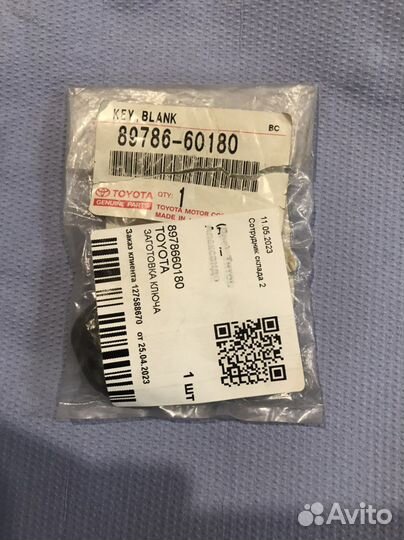 KEY, BLANK
BC
89786-60180
TOYOTA
GENUINE PARTS
QTY:
1
TOYOTA MOTOR CO
MADE IN
11.05.2023
Сотрудник склада 2
8978660180
TOYOTA
ЗАГОТОВКА КЛЮЧА
1 шт
Заказ клиента 127588670 от 25.04.2023
Avito